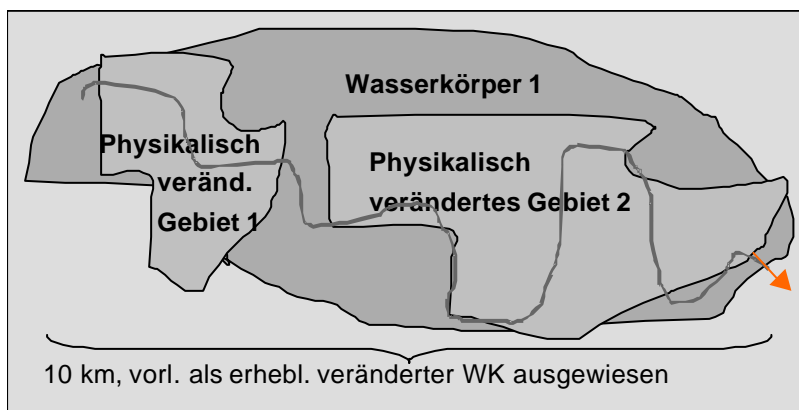 Wasserkörper 1
Physikalisch
veränd.
Gebiet 1
Physikalisch
verändertes Gebiet 2
10 km, vorl. als erhebl. veränderter WK ausgewiesen